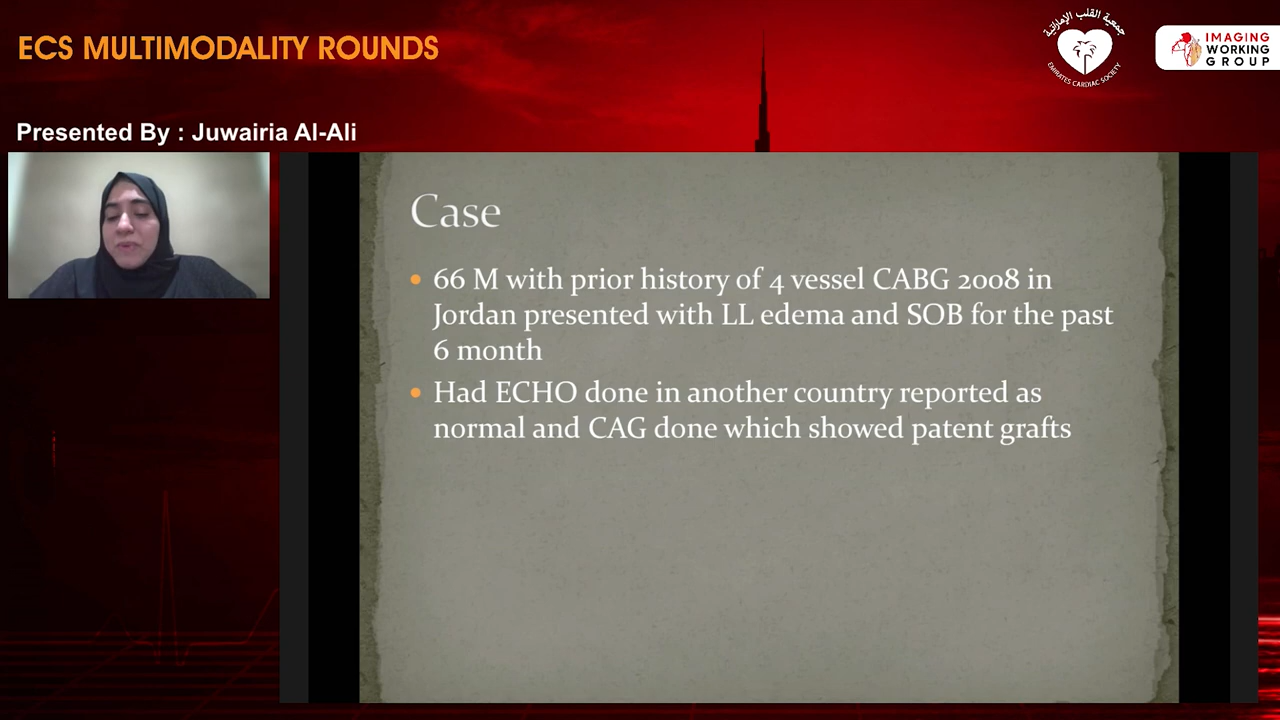 ECS MULTIMODALITY ROUNDS
جمعية القلب الإماراتية
EMIRATES CARDIAC SOCIETY
IMAGING
WORKING
GROUP
Presented By : Juwairia Al-Ali
Case
• 66 M with prior history of 4 vessel CABG 2008 in
Jordan presented with LL edema and SOB for the past
6 month
• Had ECHO done in another country reported as
normal and CAG done which showed patent grafts